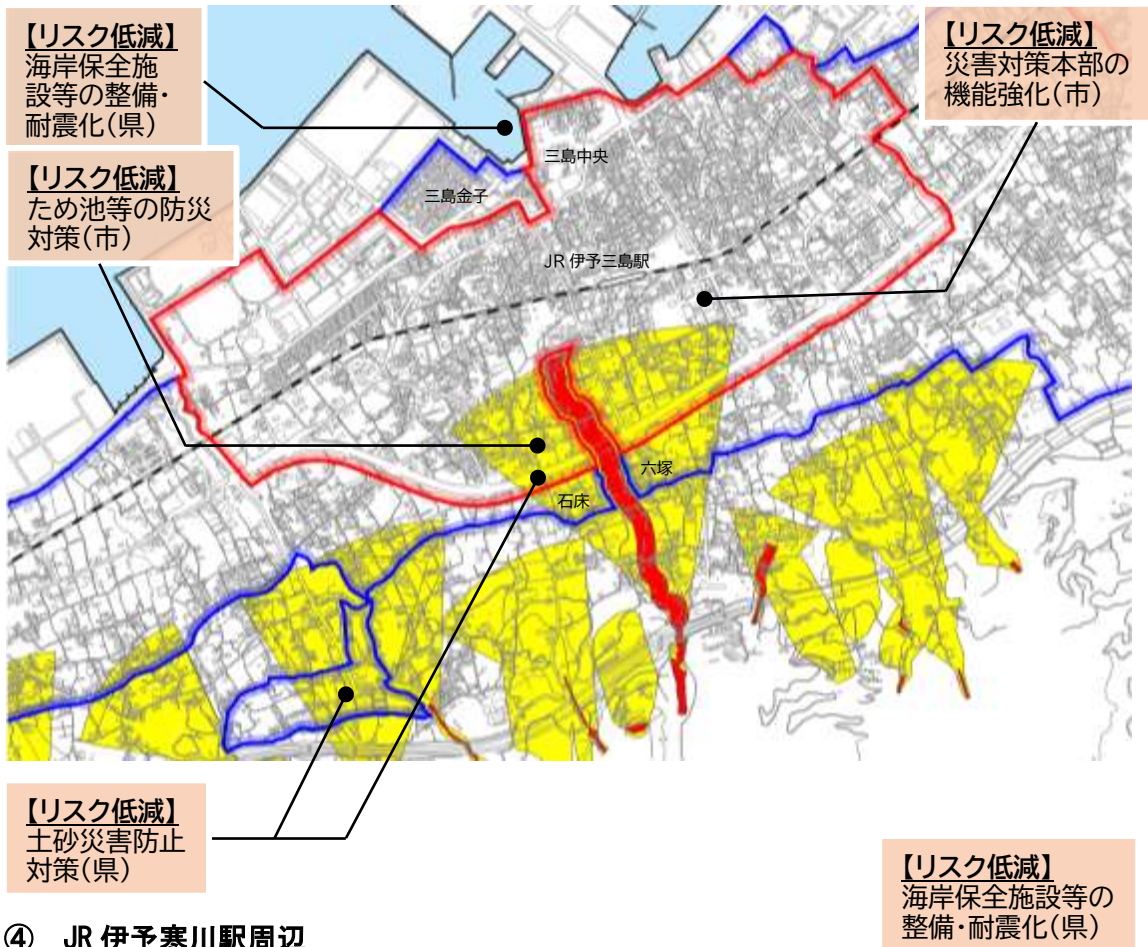 【リスク低減】
海岸保全施
設等の整備・
耐震化(県)
【リスク低減】
災害対策本部の
機能強化(市)
【リスク低減】
ため池等の防災
対策(市)
三島中央
三島金子
JR 伊予三島駅
六塚
石床
【リスク低減】
土砂災害防止
対策(県)
【リスク低減】
海岸保全施設等の
整備・耐震化(県)
④ JR 伊予寒川駅周辺